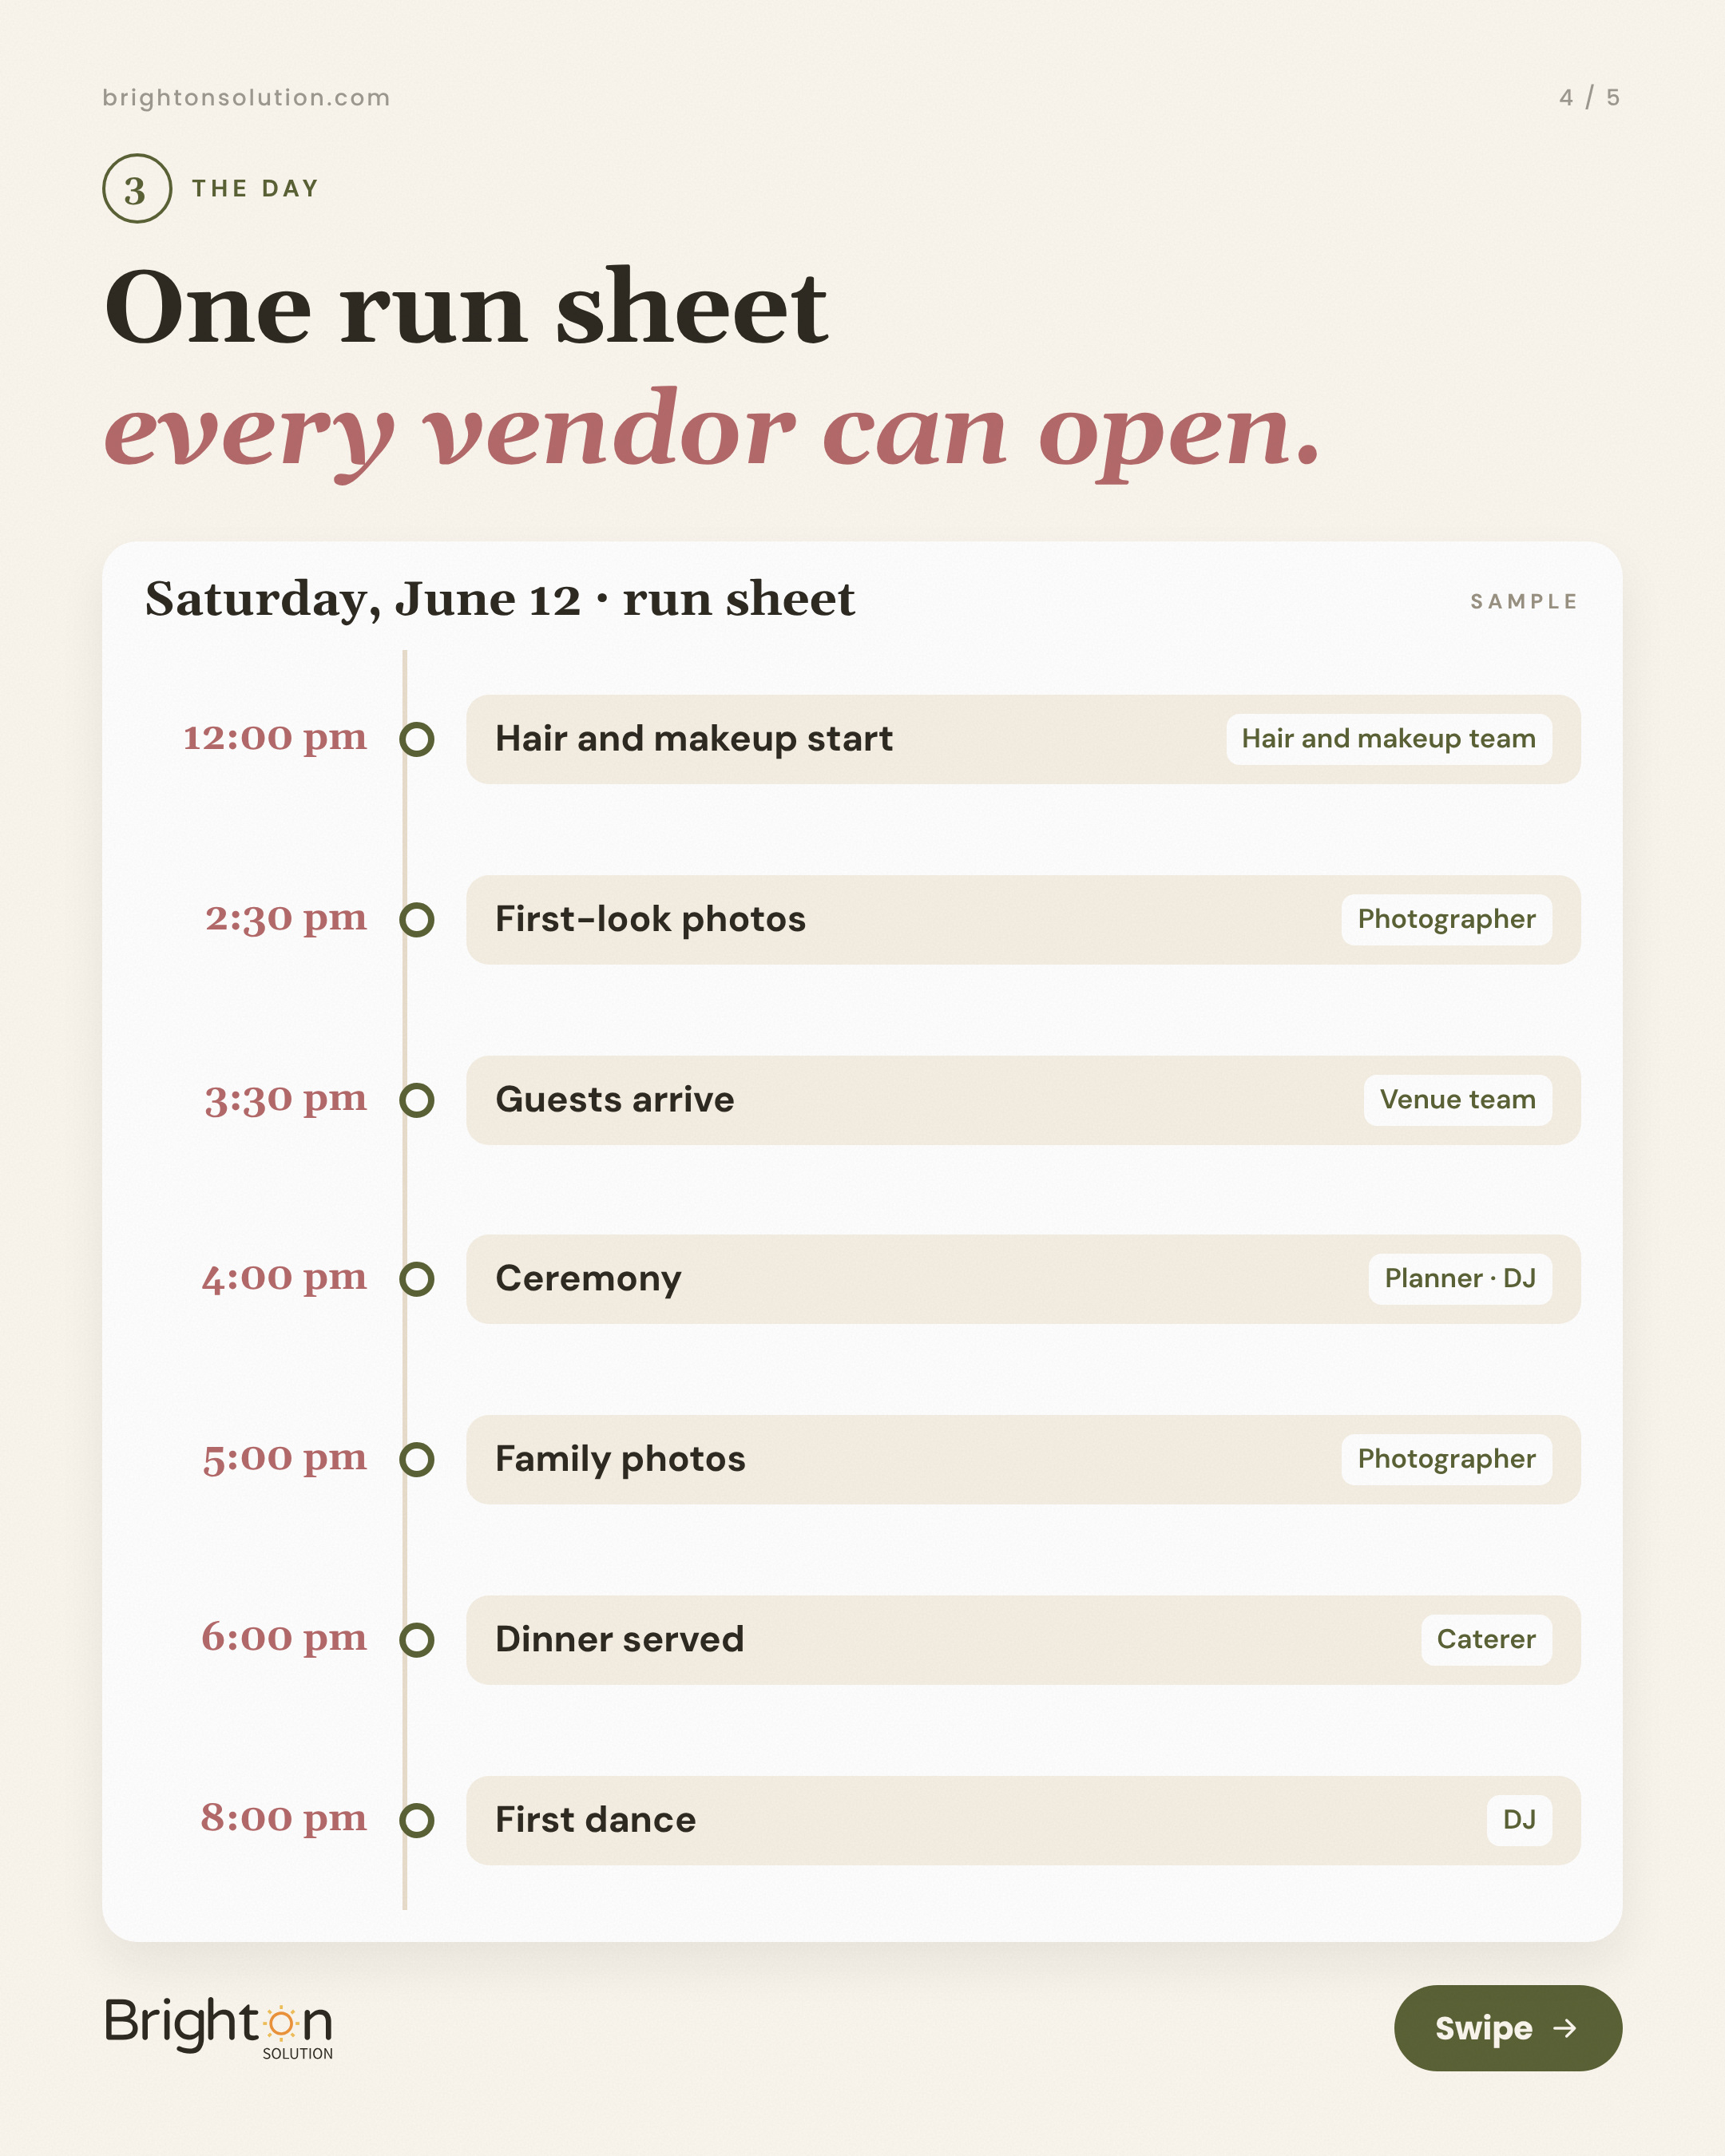 brightonsolution.com
4 / 5
3 THE DAY
One run sheet
every vendor can open.
Saturday, June 12 · run sheet
SAMPLE
12:00 pm Hair and makeup start Hair and makeup team
2:30 pm First-look photos Photographer
3:30 pm Guests arrive Venue team
4:00 pm Ceremony Planner · DJ
5:00 pm Family photos Photographer
6:00 pm Dinner served Caterer
8:00 pm First dance DJ
Brighton
SOLUTION
Swipe →